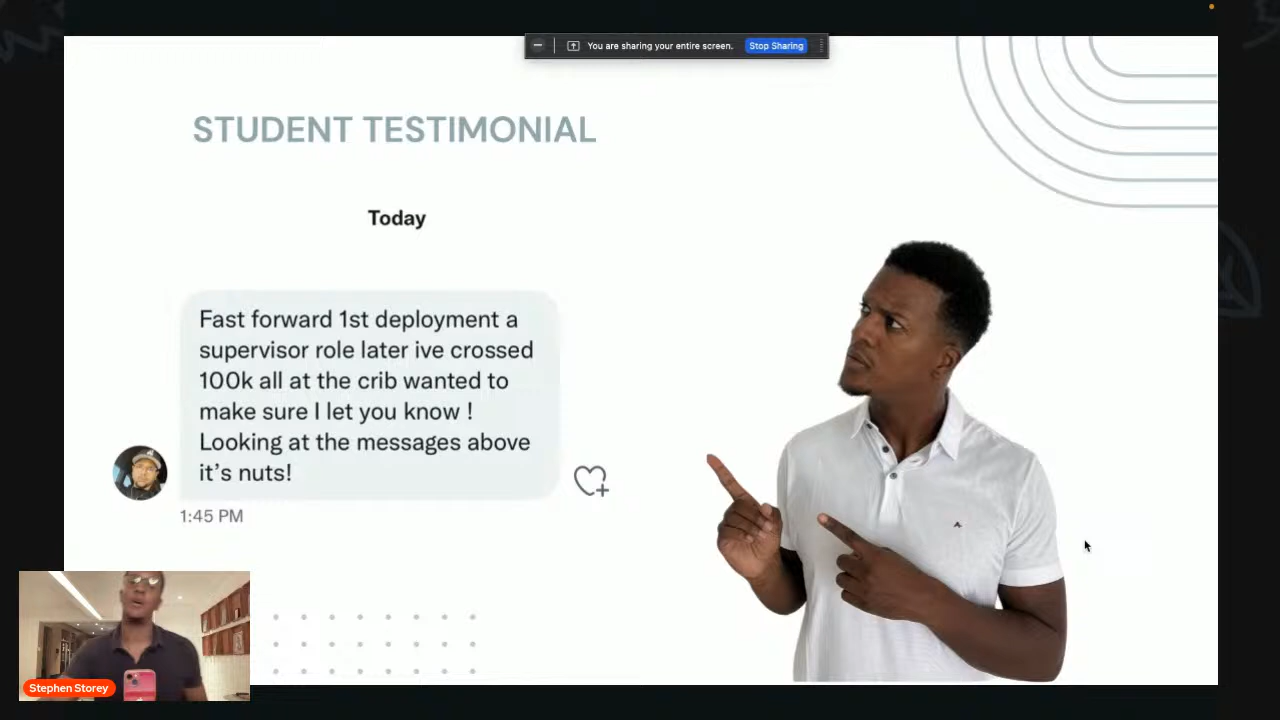 You are sharing your entire screen.
Stop Sharing
STUDENT TESTIMONIAL
Today
Fast forward 1st deployment a
supervisor role later ive crossed
100k all at the crib wanted to
make sure I let you know !
Looking at the messages above
it's nuts!
1:45 PM
Stephen Storey